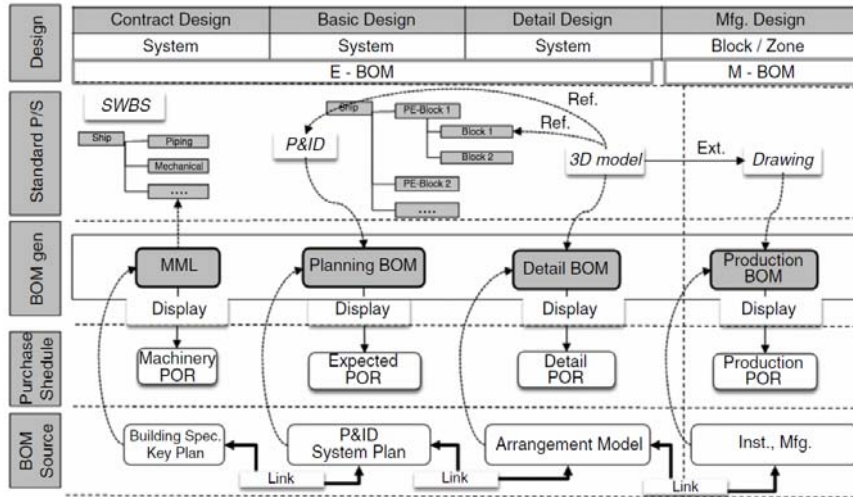 Design
Contract Design
Basic Design
Detail Design
Mfg. Design
System
System
System
Block / Zone
E - BOM
M - BOM
Standard P/S
SWBS
Ship
Piping
Mechanical
....
P&ID
Ship
PE-Block 1
Block 1
Block 2
PE-Block 2
....
Ref.
Ref.
3D model
Ext.
Drawing
BOM gen
MML
Planning BOM
Detail BOM
Production
BOM
Display
Display
Display
Display
Purchase
Shedule
Machinery
POR
Expected
POR
Detail
POR
Production
POR
BOM
Source
Building Spec.
Key Plan
P&ID
System Plan
Arrangement Model
Inst., Mfg.
Link
Link
Link